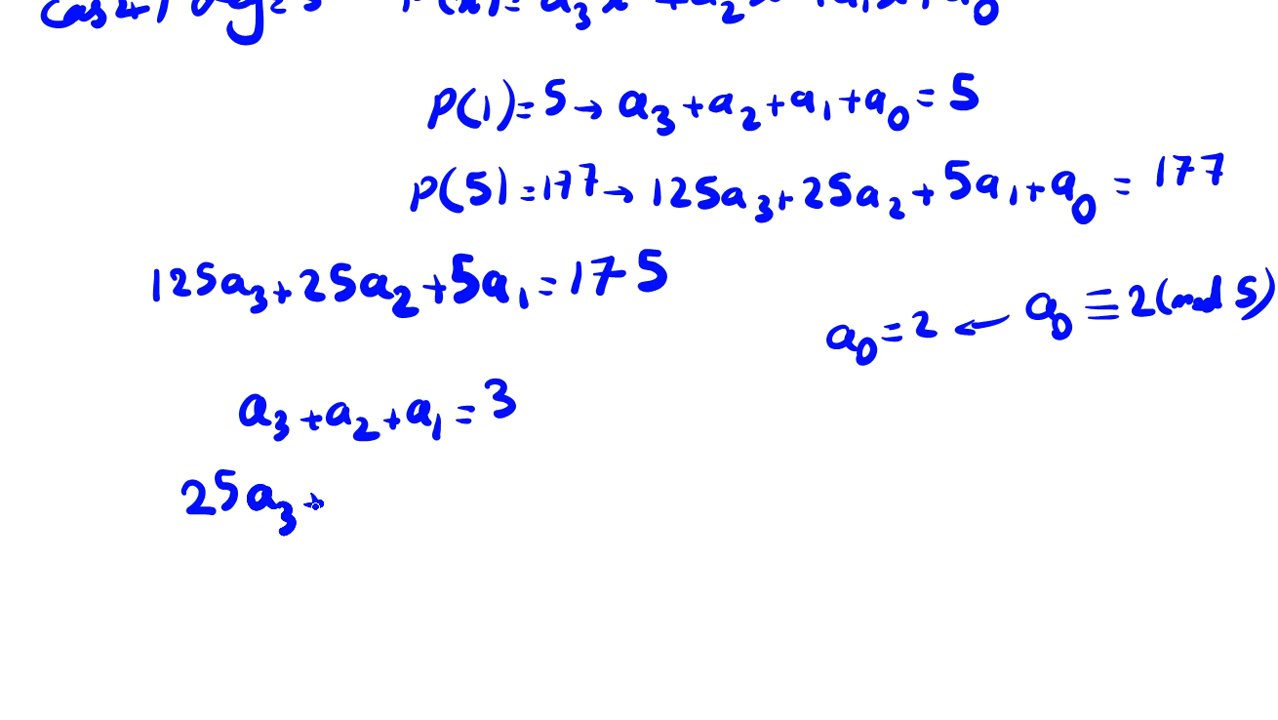 P(1)=5→ a₃+a₂+a₁+a₀=5
P(5)=177→ 125a₃+25a₂+5a₁+a₀=177
125a₃+25a₂+5a₁=175
a₀=2 ← a₀≡2(mod 5)
a₃+a₂+a₁=3
25a₃+